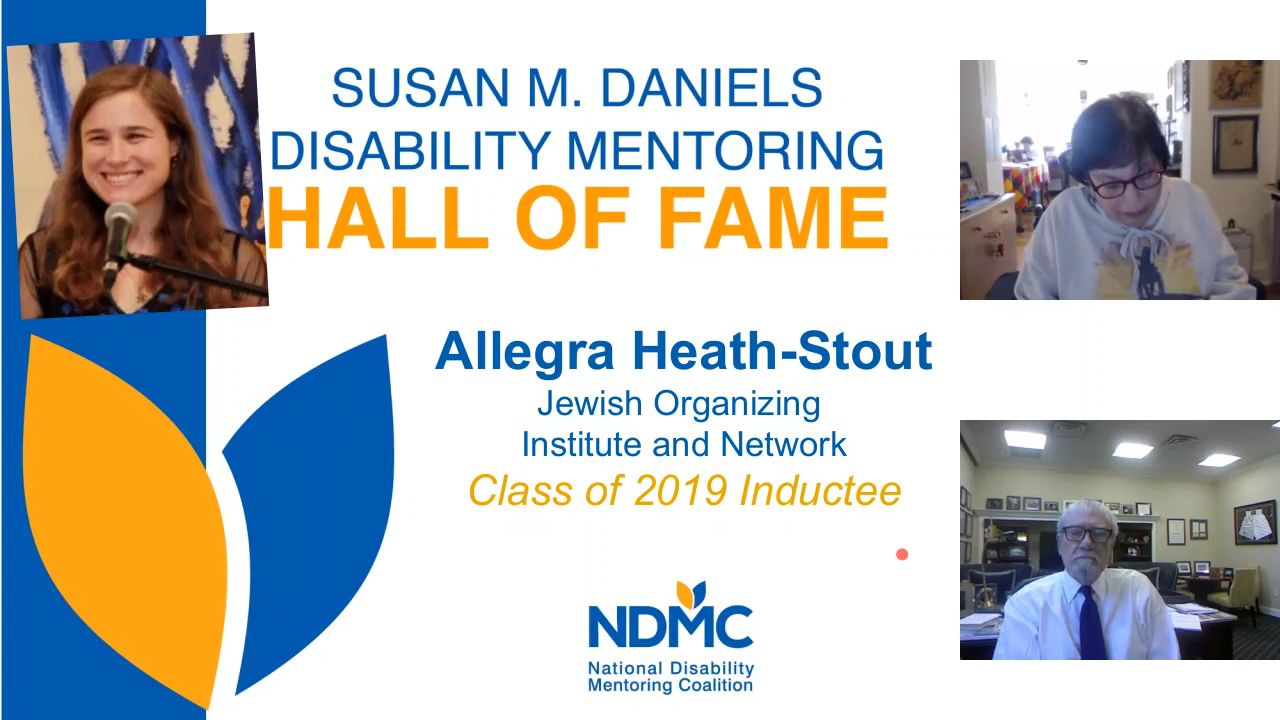 SUSAN M. DANIELS
DISABILITY MENTORING
HALL OF FAME
Allegra Heath-Stout
Jewish Organizing
Institute and Network
Class of 2019 Inductee
NDMC
National Disability
Mentoring Coalition